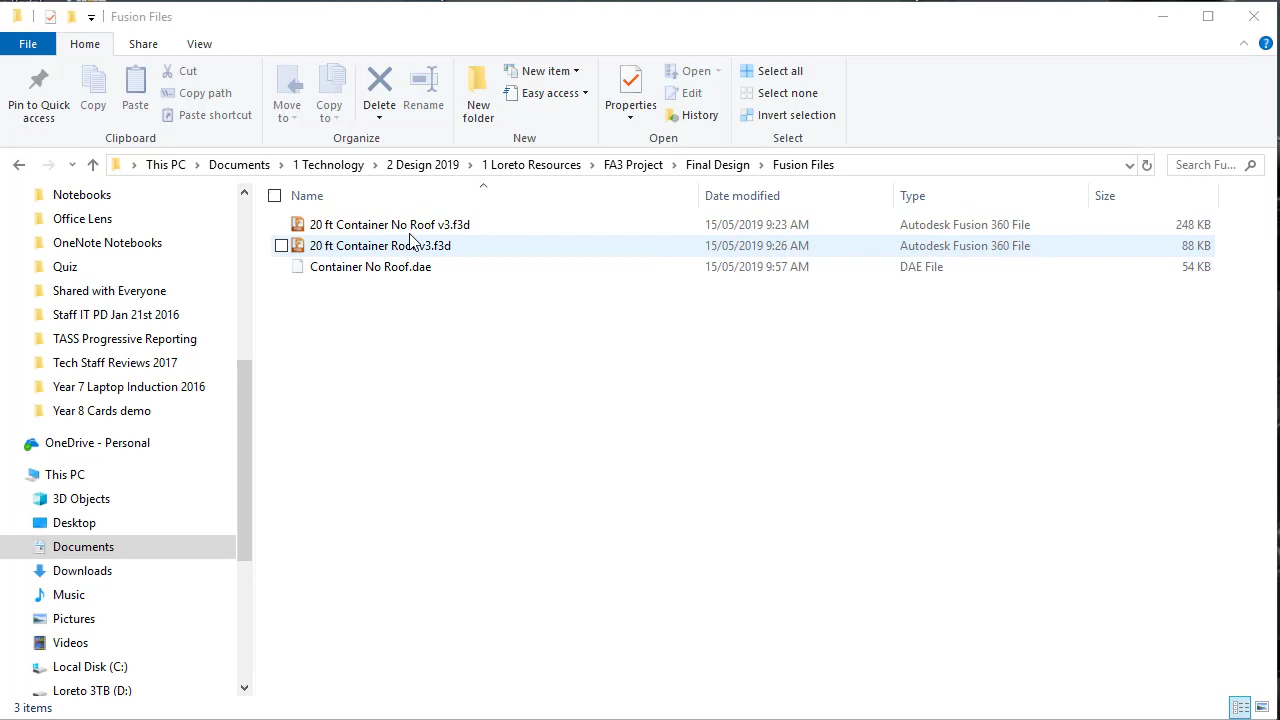 Fusion Files
File
Home
Share
View
Pin to Quick access
Copy
Paste
Cut
Copy path
Paste shortcut
Clipboard
Move to
Copy to
Delete
Rename
Organize
New folder
New item
Easy access
New
Properties
Open
Edit
History
Open
Select all
Select none
Invert selection
Select
This PC > Documents > 1 Technology > 2 Design 2019 > 1 Loreto Resources > FA3 Project > Final Design > Fusion Files
Search Fu...
Name Date modified Type Size
20 ft Container No Roof v3.f3d 15/05/2019 9:23 AM Autodesk Fusion 360 File 248 KB
20 ft Container Roof v3.f3d 15/05/2019 9:26 AM Autodesk Fusion 360 File 88 KB
Container No Roof.dae 15/05/2019 9:57 AM DAE File 54 KB
Notebooks
Office Lens
OneNote Notebooks
Quiz
Shared with Everyone
Staff IT PD Jan 21st 2016
TASS Progressive Reporting
Tech Staff Reviews 2017
Year 7 Laptop Induction 2016
Year 8 Cards demo
OneDrive - Personal
This PC
3D Objects
Desktop
Documents
Downloads
Music
Pictures
Videos
Local Disk (C:)
Loreto 3TB (D:)
3 items